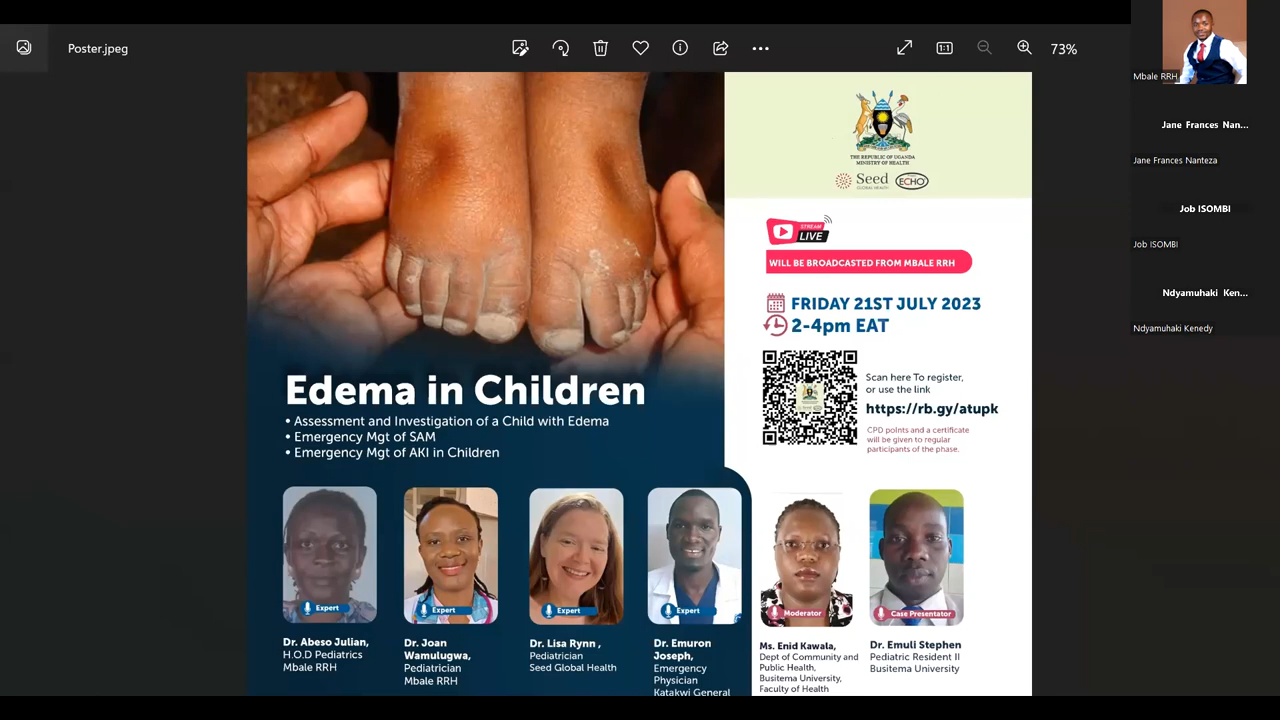 Poster.jpeg
73%
THE REPUBLIC OF UGANDA
MINISTRY OF HEALTH
Seed
GLOBAL HEALTH
ECHO
STREAM
LIVE
WILL BE BROADCASTED FROM MBALE RRH
FRIDAY 21ST JULY 2023
2-4pm EAT
Scan here To register,
or use the link
https://rb.gy/atupk
CPD points and a certificate
will be given to regular
participants of the phase.
Edema in Children
• Assessment and Investigation of a Child with Edema
• Emergency Mgt of SAM
• Emergency Mgt of AKI in Children
Expert
Dr. Abeso Julian,
H.O.D Pediatrics
Mbale RRH
Expert
Dr. Joan
Wamulugwa,
Pediatrician
Mbale RRH
Expert
Dr. Lisa Rynn ,
Pediatrician
Seed Global Health
Expert
Dr. Emuron
Joseph,
Emergency
Physician
Katakwi General
Moderator
Ms. Enid Kawala,
Dept of Community and
Public Health,
Busitema University,
Faculty of Health
Case Presentator
Dr. Emuli Stephen
Pediatric Resident II
Busitema University
Mbale RRH
Jane Frances Nan...
Jane Frances Nanteza
Job ISOMBI
Job ISOMBI
Ndyamuhaki Ken...
Ndyamuhaki Kenedy
1:1